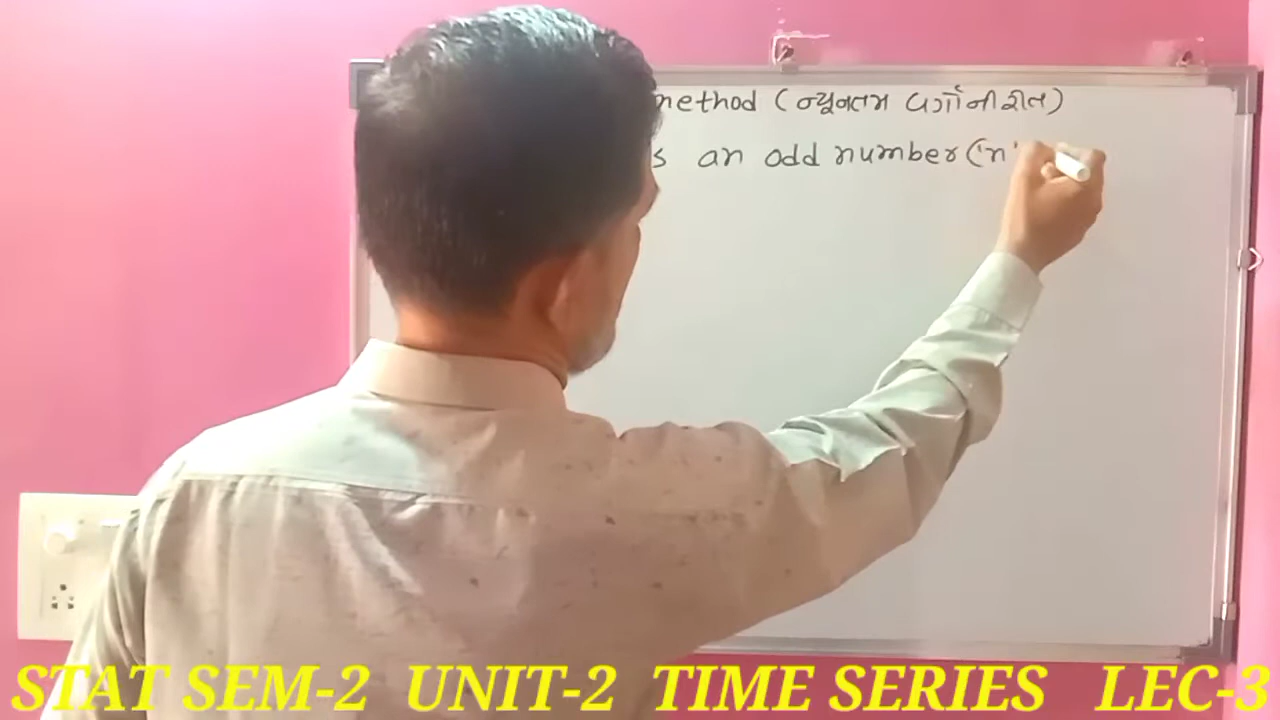 method (ન્યૂનતમ વર્ગોની રીત)
s an odd number ('n'
STAT SEM-2 UNIT-2 TIME SERIES LEC-3